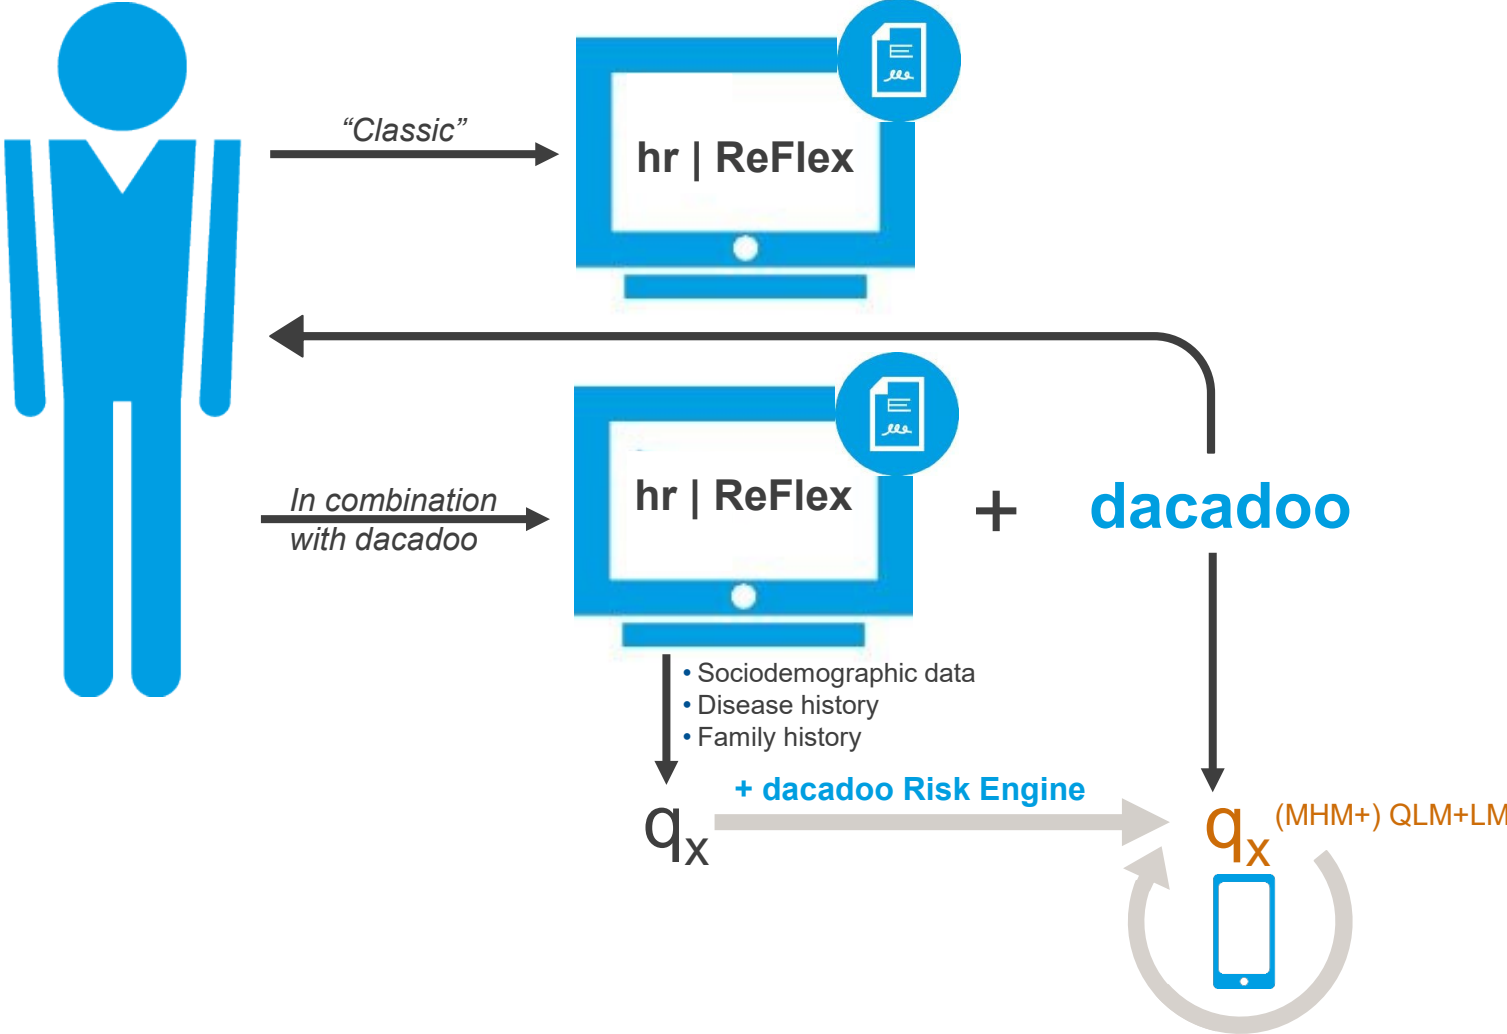 “Classic”
hr | ReFlex
In combination
with dacadoo
hr | ReFlex
+
dacadoo
• Sociodemographic data
• Disease history
• Family history
+ dacadoo Risk Engine
qx
qx (MHM+) QLM+LM